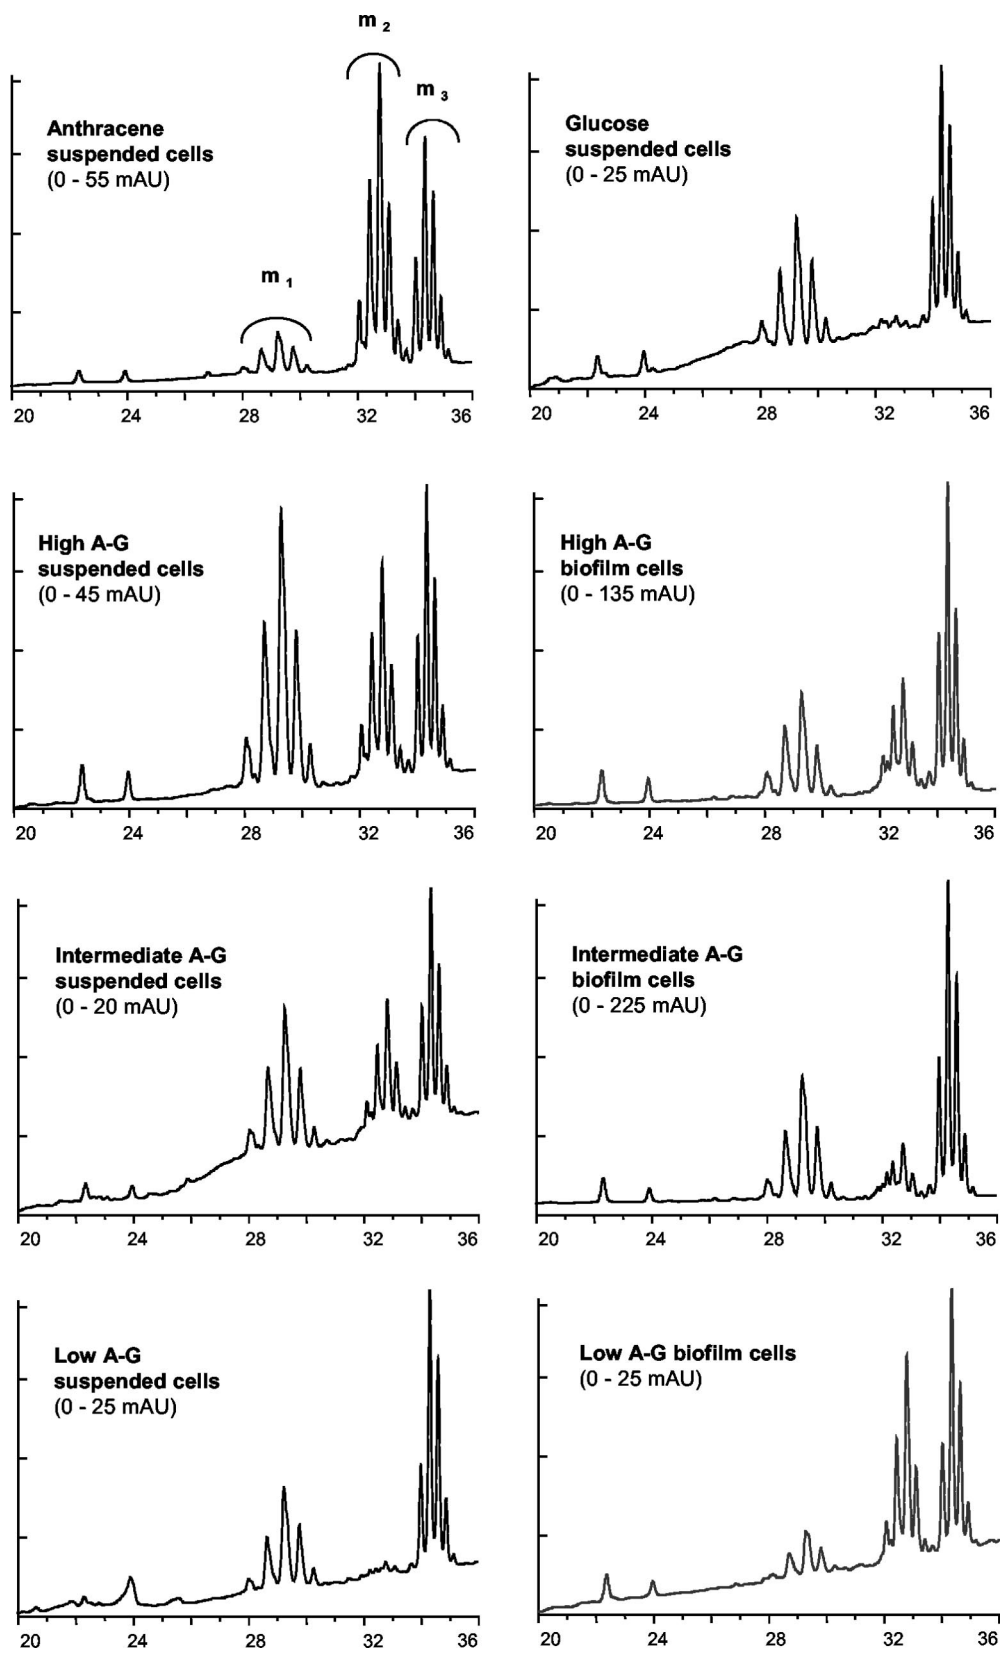 m 2
m 3
Anthracene
suspended cells
(0 - 55 mAU)
m 1
20 24 28 32 36
Glucose
suspended cells
(0 - 25 mAU)
20 24 28 32 36
High A-G
suspended cells
(0 - 45 mAU)
20 24 28 32 36
High A-G
biofilm cells
(0 - 135 mAU)
20 24 28 32 36
Intermediate A-G
suspended cells
(0 - 20 mAU)
20 24 28 32 36
Intermediate A-G
biofilm cells
(0 - 225 mAU)
20 24 28 32 36
Low A-G
suspended cells
(0 - 25 mAU)
20 24 28 32 36
Low A-G biofilm cells
(0 - 25 mAU)
20 24 28 32 36